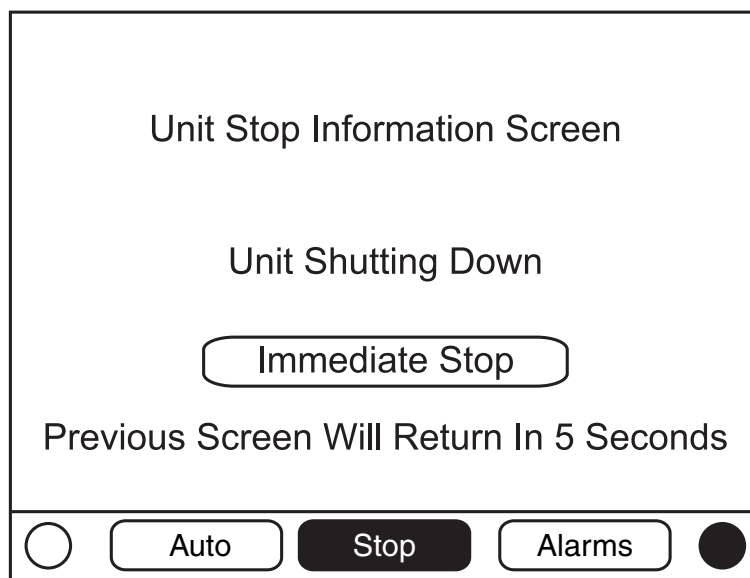 Unit Stop Information Screen
Unit Shutting Down
Immediate Stop
Previous Screen Will Return In 5 Seconds
Auto Stop Alarms